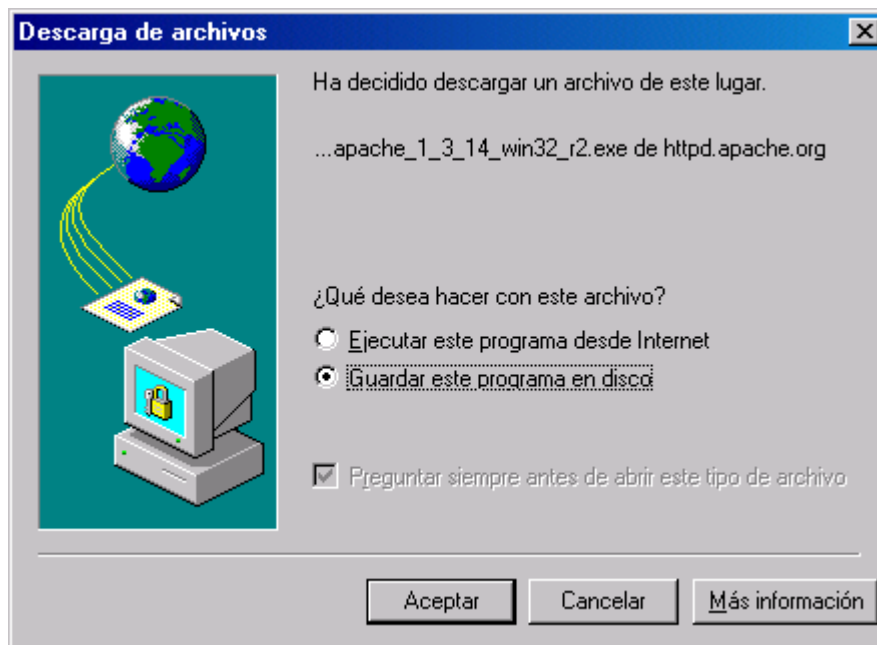 Descarga de archivos
Ha decidido descargar un archivo de este lugar.
...apache_1_3_14_win32_r2.exe de httpd.apache.org
¿Qué desea hacer con este archivo?
Ejecutar este programa desde Internet
Guardar este programa en disco
Preguntar siempre antes de abrir este tipo de archivo
Aceptar Cancelar Más información